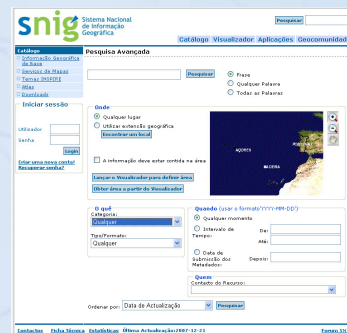 snig Sistema Nacional
de Informação
Geográfica
Pesquisar
Catálogo Visualizador Aplicações Geocomunidade
Catálogo
Informação Geográfica
de Base
Serviços de Mapas
Temas INSPIRE
Atlas
Downloads
Iniciar sessão
Utilizador
Senha
Login
Criar uma nova conta!
Recuperar senha?
Pesquisa Avançada
Pesquisar
Frase
Qualquer Palavra
Todas as Palavras
Onde
Qualquer lugar
Utilizar extensão geográfica
Encontrar um local
A informação deve estar contida na área
Lançar o Visualizador para definir área
Obter área a partir do Visualizador
AÇORES
MADEIRA
O quê
Categoria:
Qualquer
Tipo/Formato:
Qualquer
Quando (usar o formato'YYYY-MM-DD')
Qualquer momento
Intervalo de
Tempo:
De:
Até:
Data de
Submissão dos
Metadados:
Depois:
Quem
Contacto do Recurso:
Ordenar por: Data de Actualização
Pesquisar
Contactos Ficha Técnica Estatísticas Última Actualização:2007-12-21